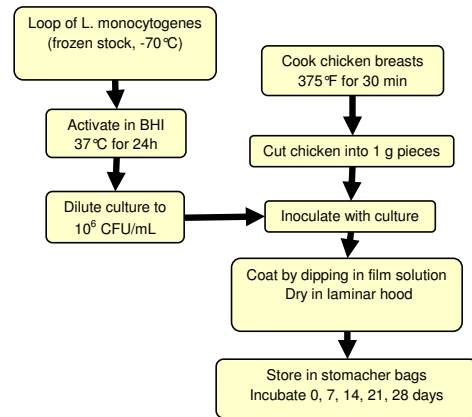 Loop of L. monocytogenes
(frozen stock, -70°C)
Activate in BHI
37°C for 24h
Dilute culture to
10⁶ CFU/mL
Cook chicken breasts
375°F for 30 min
Cut chicken into 1 g pieces
Inoculate with culture
Coat by dipping in film solution
Dry in laminar hood
Store in stomacher bags
Incubate 0, 7, 14, 21, 28 days